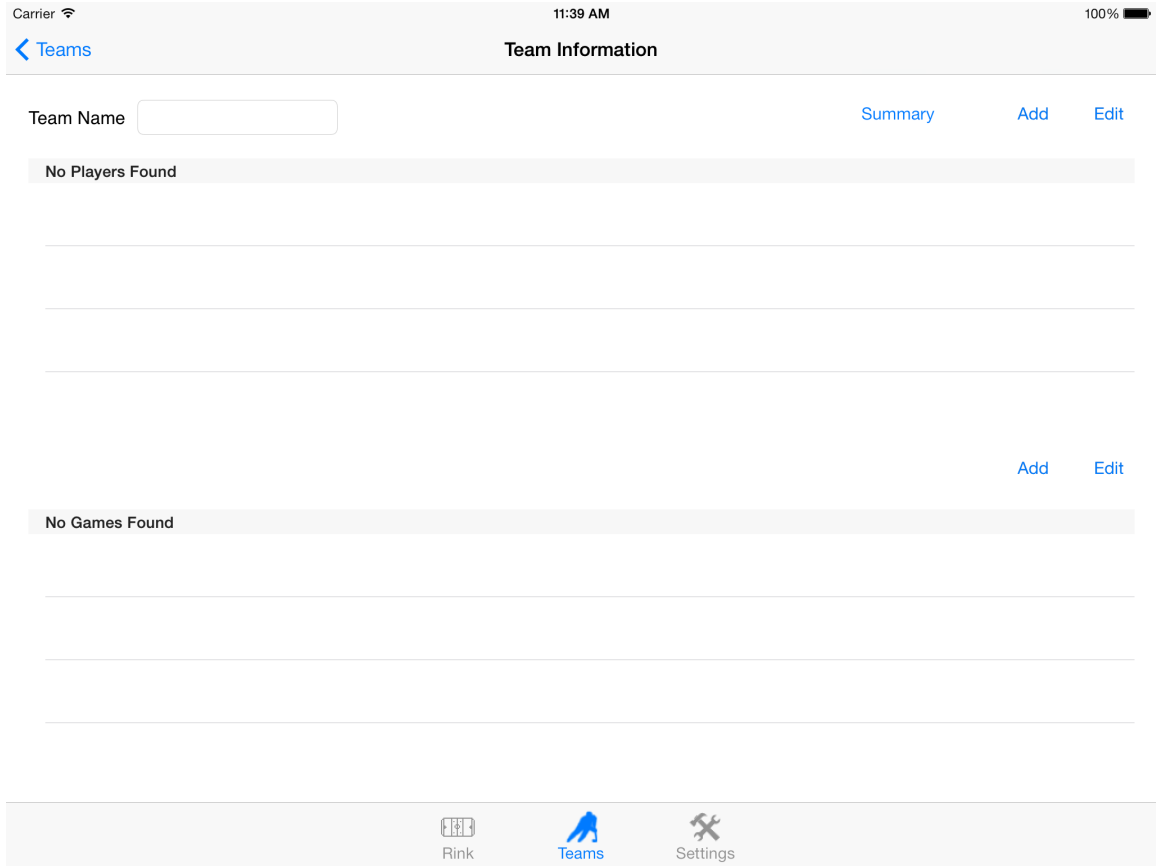 Carrier 11:39 AM 100%
Teams Team Information
Team Name Summary Add Edit
No Players Found
Add Edit
No Games Found
Rink Teams Settings